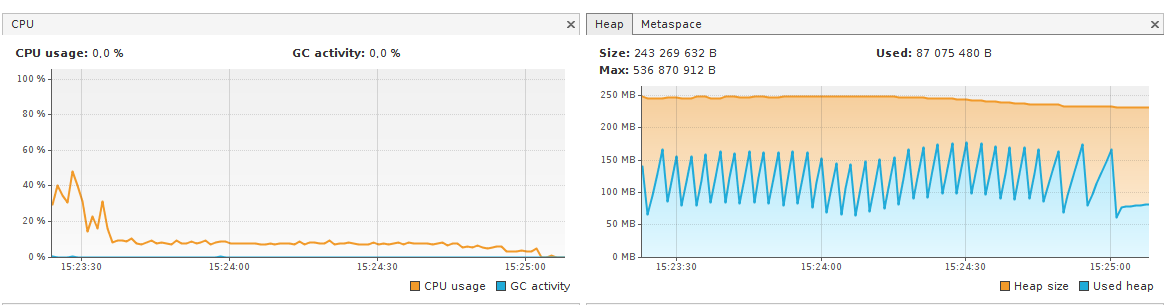 CPU
CPU usage: 0,0 % GC activity: 0,0 %
100 %
80 %
60 %
40 %
20 %
0 %
15:23:30 15:24:00 15:24:30 15:25:00
CPU usage GC activity
Heap Metaspace
Size: 243 269 632 B Used: 87 075 480 B
Max: 536 870 912 B
250 MB
200 MB
150 MB
100 MB
50 MB
0 MB
15:23:30 15:24:00 15:24:30 15:25:00
Heap size Used heap